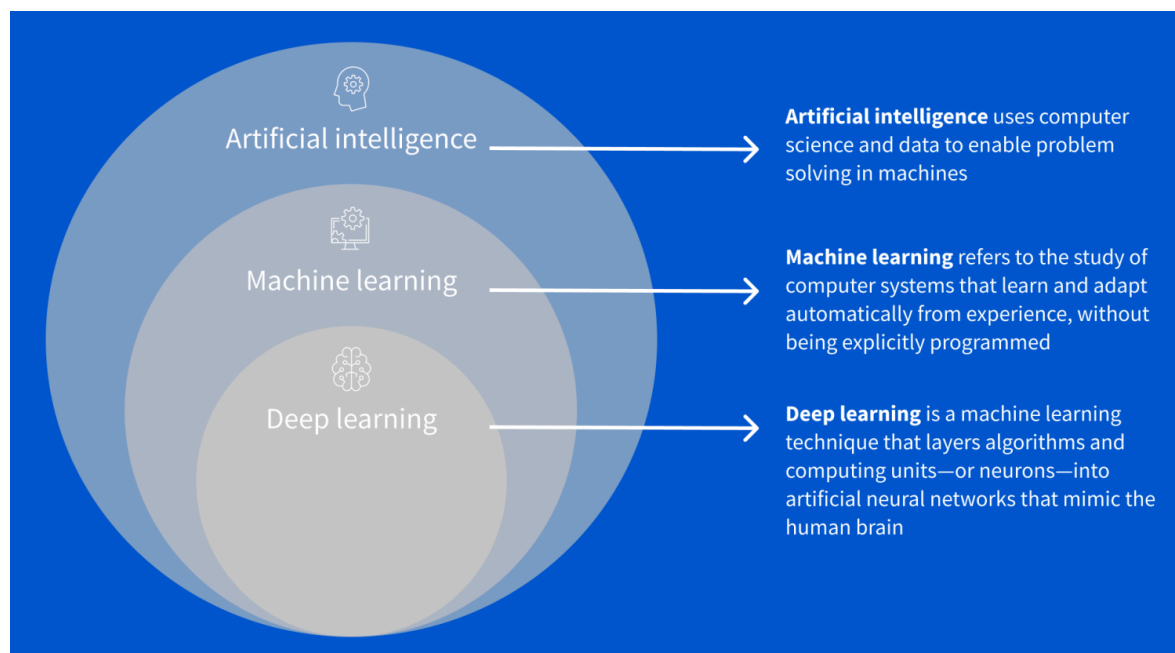 Artificial intelligence
Artificial intelligence uses computer
science and data to enable problem
solving in machines
Machine learning
Machine learning refers to the study of
computer systems that learn and adapt
automatically from experience, without
being explicitly programmed
Deep learning
Deep learning is a machine learning
technique that layers algorithms and
computing units—or neurons—into
artificial neural networks that mimic the
human brain